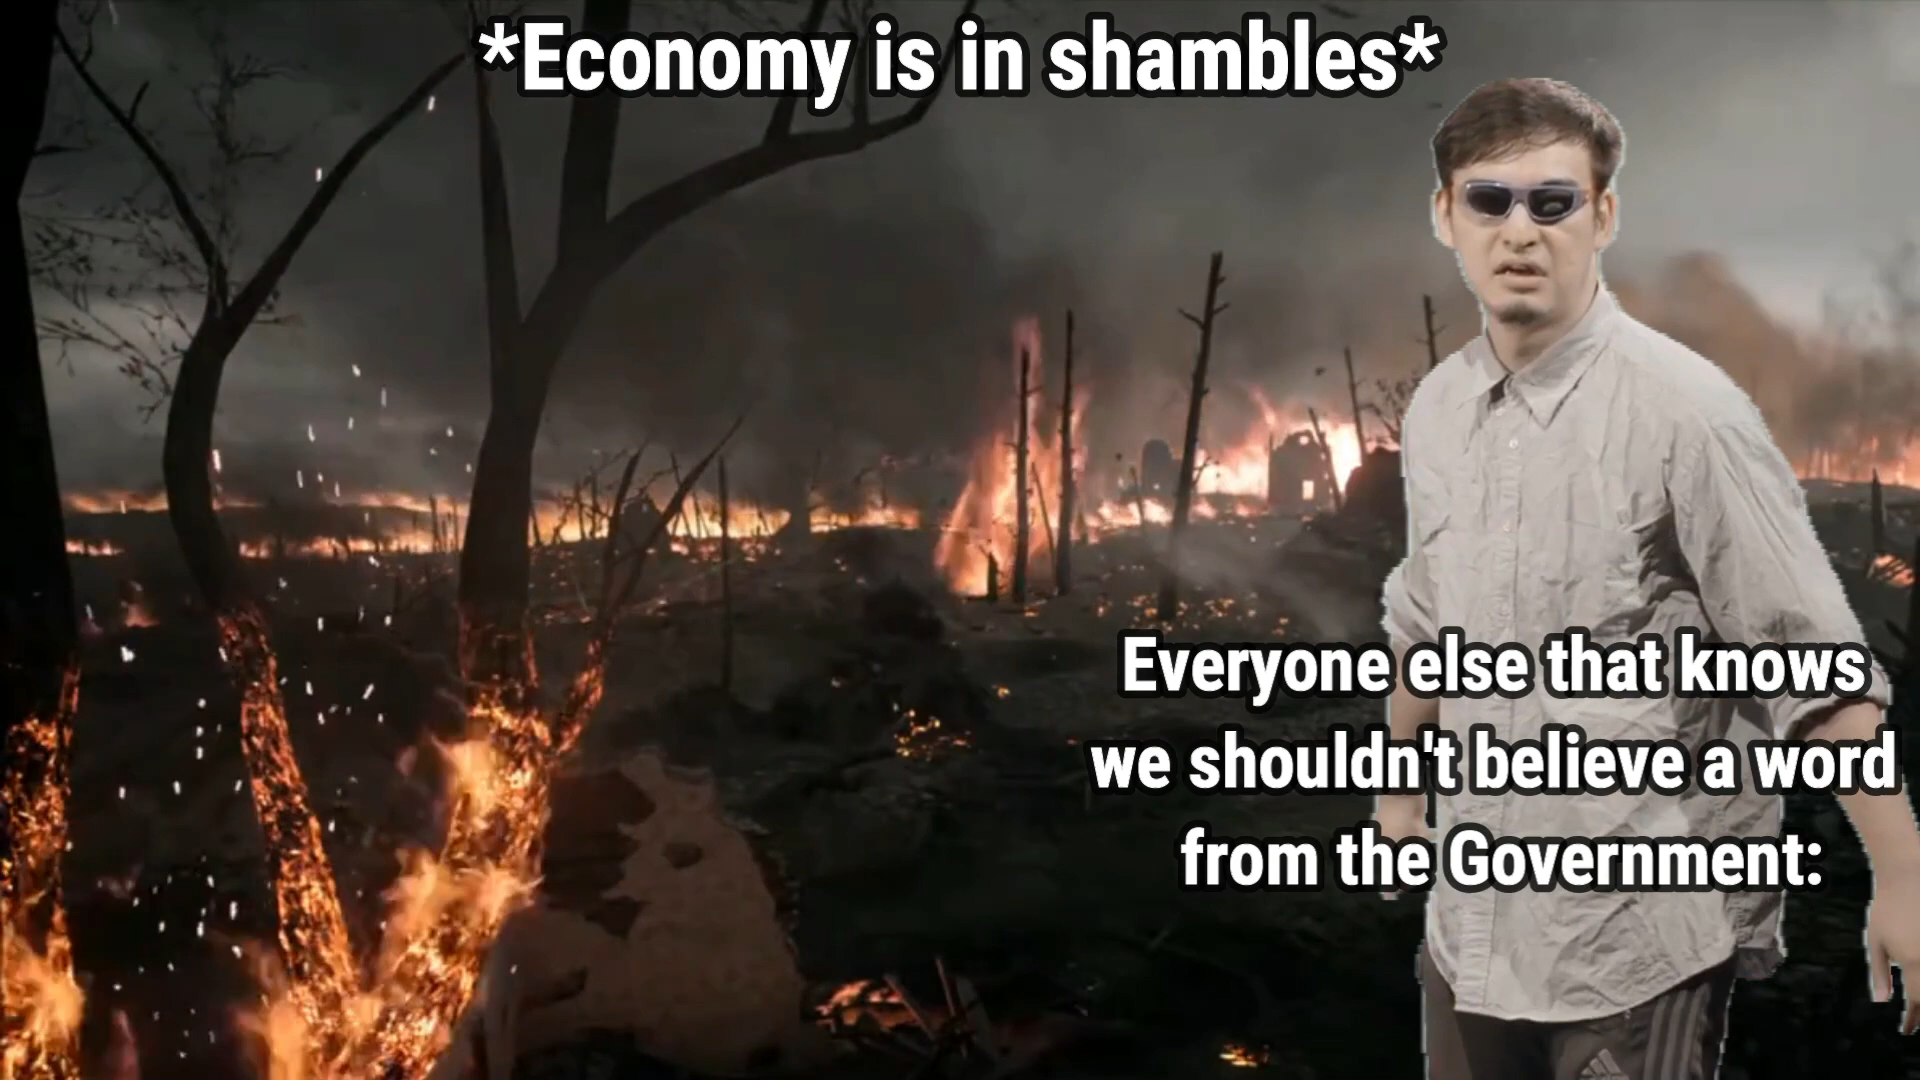 *Economy is in shambles*
Everyone else that knows
we shouldn't believe a word
from the Government: